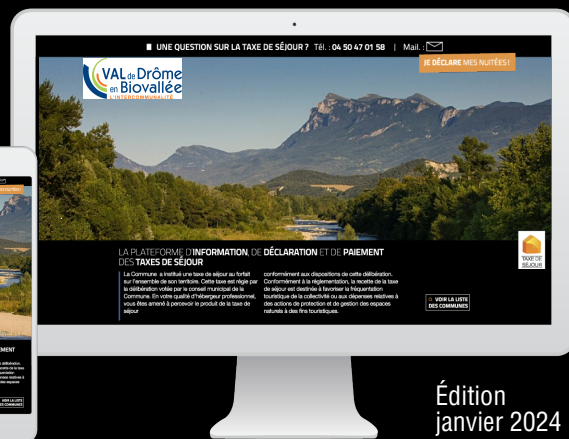 UNE QUESTION SUR LA TAXE DE SÉJOUR ? Tél. : 04 50 47 01 58 | Mail. :
JE DÉCLARE MES NUITÉES !
VAL de Drôme
en Biovallée
L'INTERCOMMUNALITÉ
LA PLATEFORME D'INFORMATION, DE DÉCLARATION ET DE PAIEMENT
DES TAXES DE SÉJOUR
La Commune a institué une taxe de séjour au forfait
sur l'ensemble de son territoire. Cette taxe est régie par
la délibération votée par le conseil municipal de la
Commune. En votre qualité d'hébergeur professionnel,
vous êtes amené à percevoir le produit de la taxe de
séjour
conformément aux dispositions de cette délibération.
Conformément à la réglementation, la recette de la taxe
de séjour est destinée à favoriser la fréquentation
touristique de la collectivité ou aux dépenses relatives à
des actions de protection et de gestion des espaces
naturels à des fins touristiques.
TAXE DE
SÉJOUR
VOIR LA LISTE
DES COMMUNES
VOIR LA LISTE
DES COMMUNES
Édition
janvier 2024